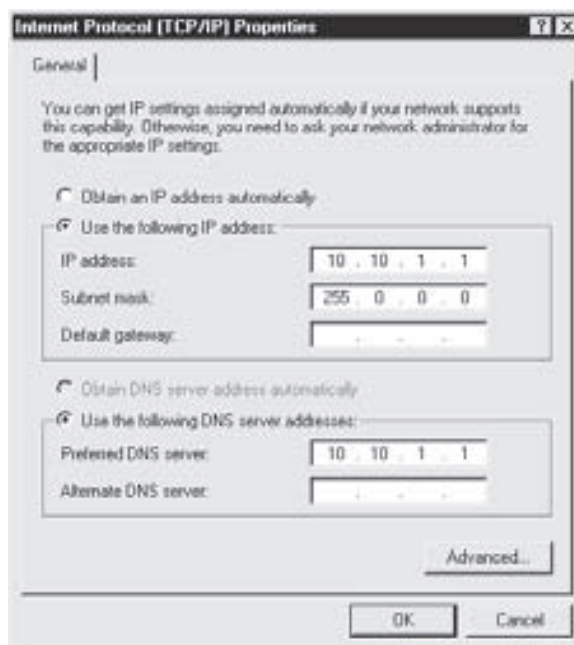 Internet Protocol (TCP/IP) Properties ? X
General
You can get IP settings assigned automatically if your network supports
this capability. Otherwise, you need to ask your network administrator for
the appropriate IP settings.
Obtain an IP address automatically
Use the following IP address:
IP address: 10 . 10 . 1 . 1
Subnet mask: 255 . 0 . 0 . 0
Default gateway: . . .
Obtain DNS server address automatically
Use the following DNS server addresses:
Preferred DNS server: 10 . 10 . 1 . 1
Alternate DNS server: . . .
Advanced...
OK Cancel